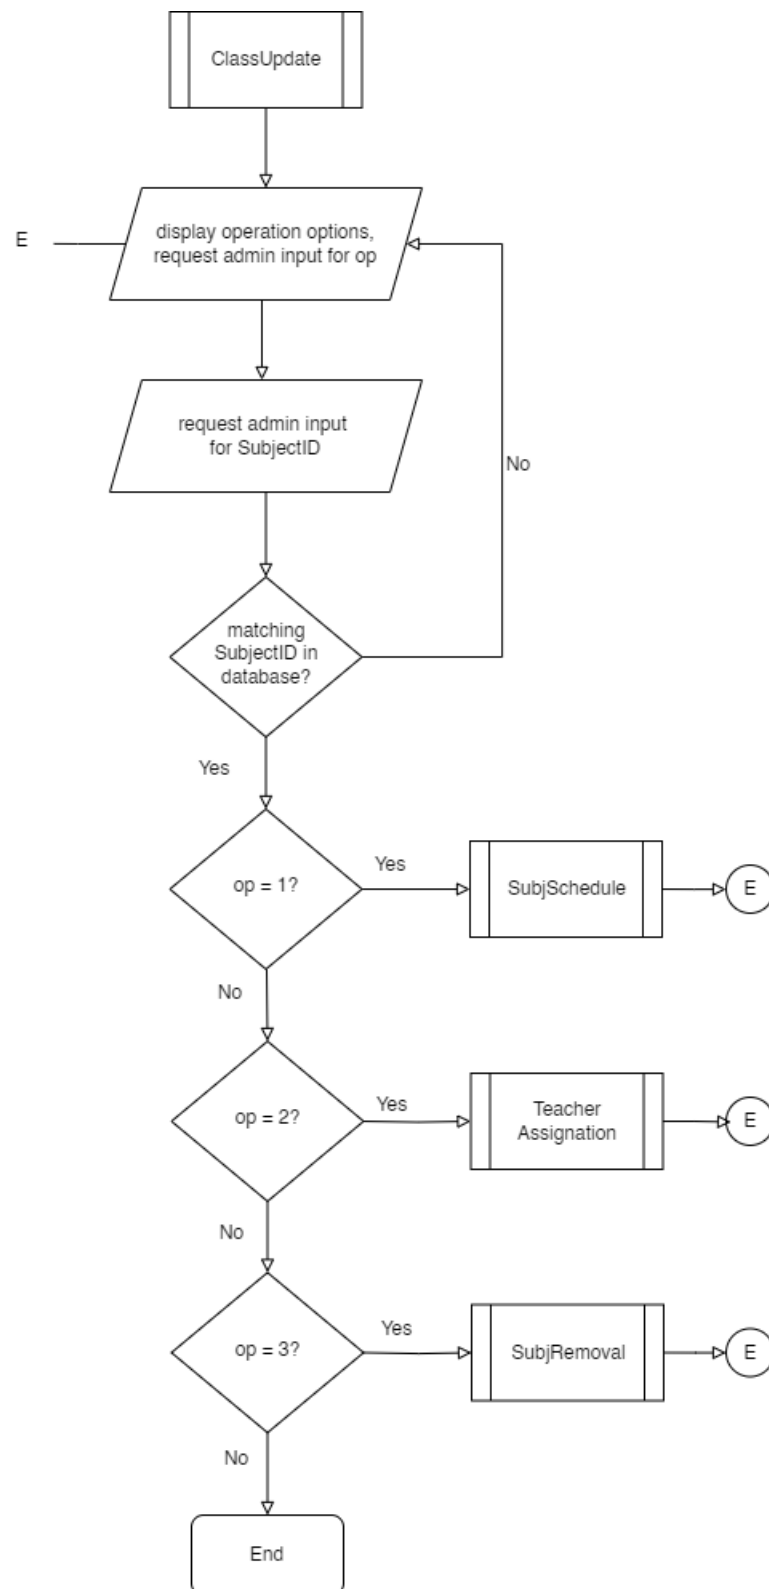 ClassUpdate
display operation options,
request admin input for op
E
request admin input
for SubjectID
No
matching
SubjectID in
database?
Yes
op = 1?
Yes
SubjSchedule
E
No
op = 2?
Yes
Teacher
Assignation
E
No
op = 3?
Yes
SubjRemoval
E
No
End